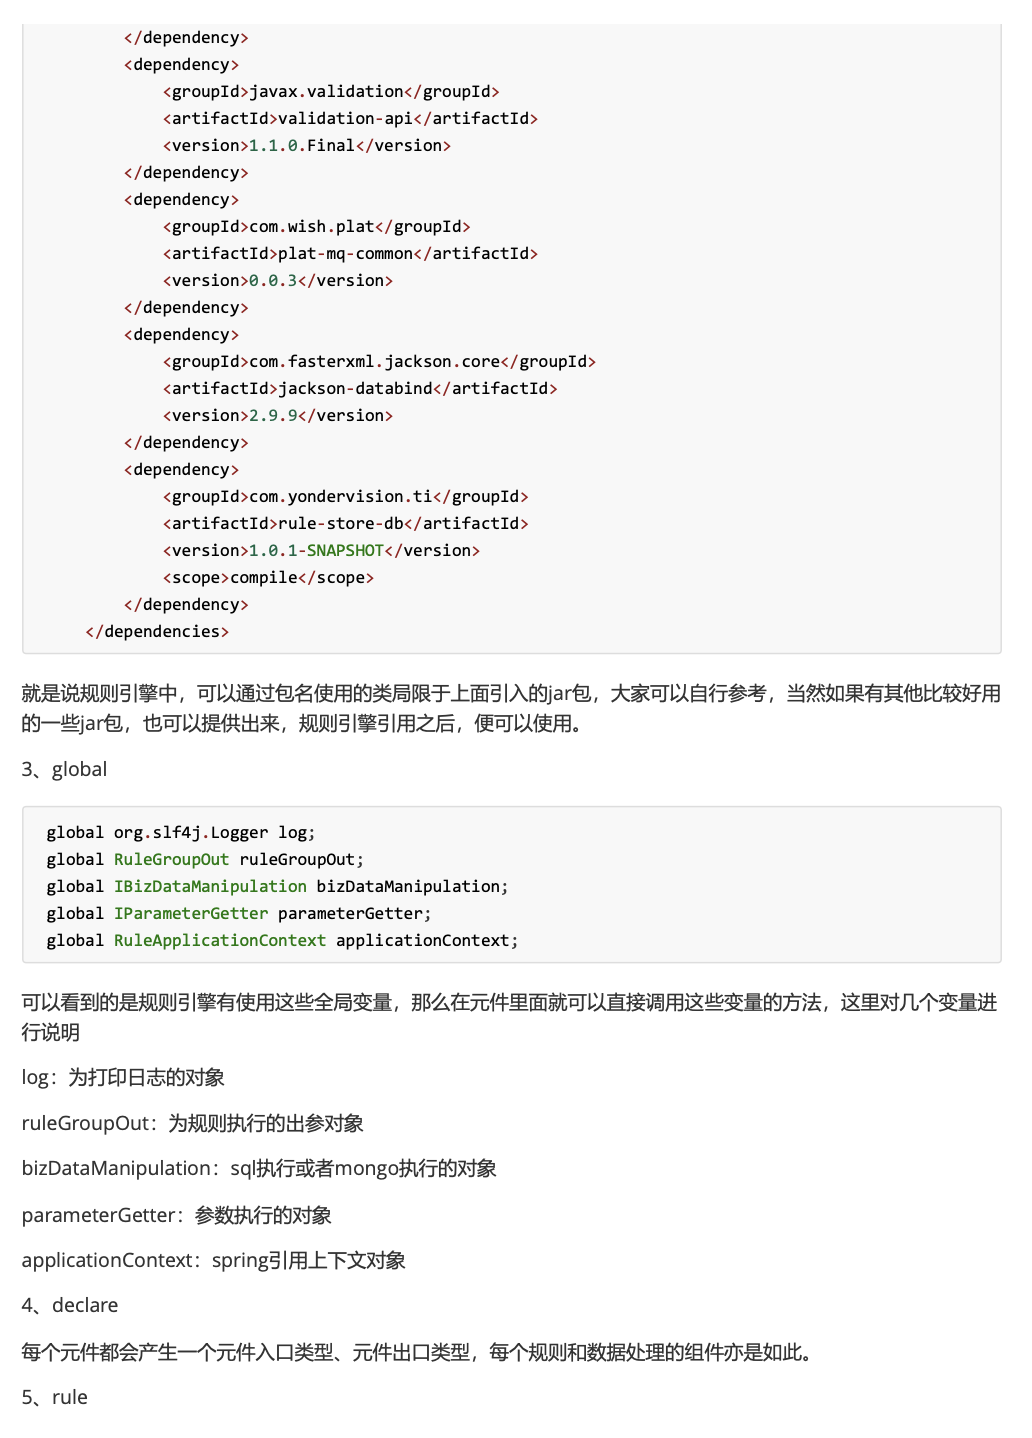 </dependency>
<dependency>
<groupId>javax.validation</groupId>
<artifactId>validation-api</artifactId>
<version>1.1.0.Final</version>
</dependency>
<dependency>
<groupId>com.wish.plat</groupId>
<artifactId>plat-mq-common</artifactId>
<version>0.0.3</version>
</dependency>
<dependency>
<groupId>com.fasterxml.jackson.core</groupId>
<artifactId>jackson-databind</artifactId>
<version>2.9.9</version>
</dependency>
<dependency>
<groupId>com.yondervision.ti</groupId>
<artifactId>rule-store-db</artifactId>
<version>1.0.1-SNAPSHOT</version>
<scope>compile</scope>
</dependency>
</dependencies>
就是说规则引擎中，可以通过包名使用的类局限于上面引入的jar包，大家可以自行参考，当然如果有其他比较好用
的一些jar包，也可以提供出来，规则引擎引用之后，便可以使用。
3、global
global org.slf4j.Logger log;
global RuleGroupOut ruleGroupOut;
global IBizDataManipulation bizDataManipulation;
global IParameterGetter parameterGetter;
global RuleApplicationContext applicationContext;
可以看到的是规则引擎有使用这些全局变量，那么在元件里面就可以直接调用这些变量的方法，这里对几个变量进
行说明
log：为打印日志的对象
ruleGroupOut：为规则执行的出参对象
bizDataManipulation：sql执行或者mongo执行的对象
parameterGetter：参数执行的对象
applicationContext：spring引用上下文对象
4、declare
每个元件都会产生一个元件入口类型、元件出口类型，每个规则和数据处理的组件亦是如此。
5、rule